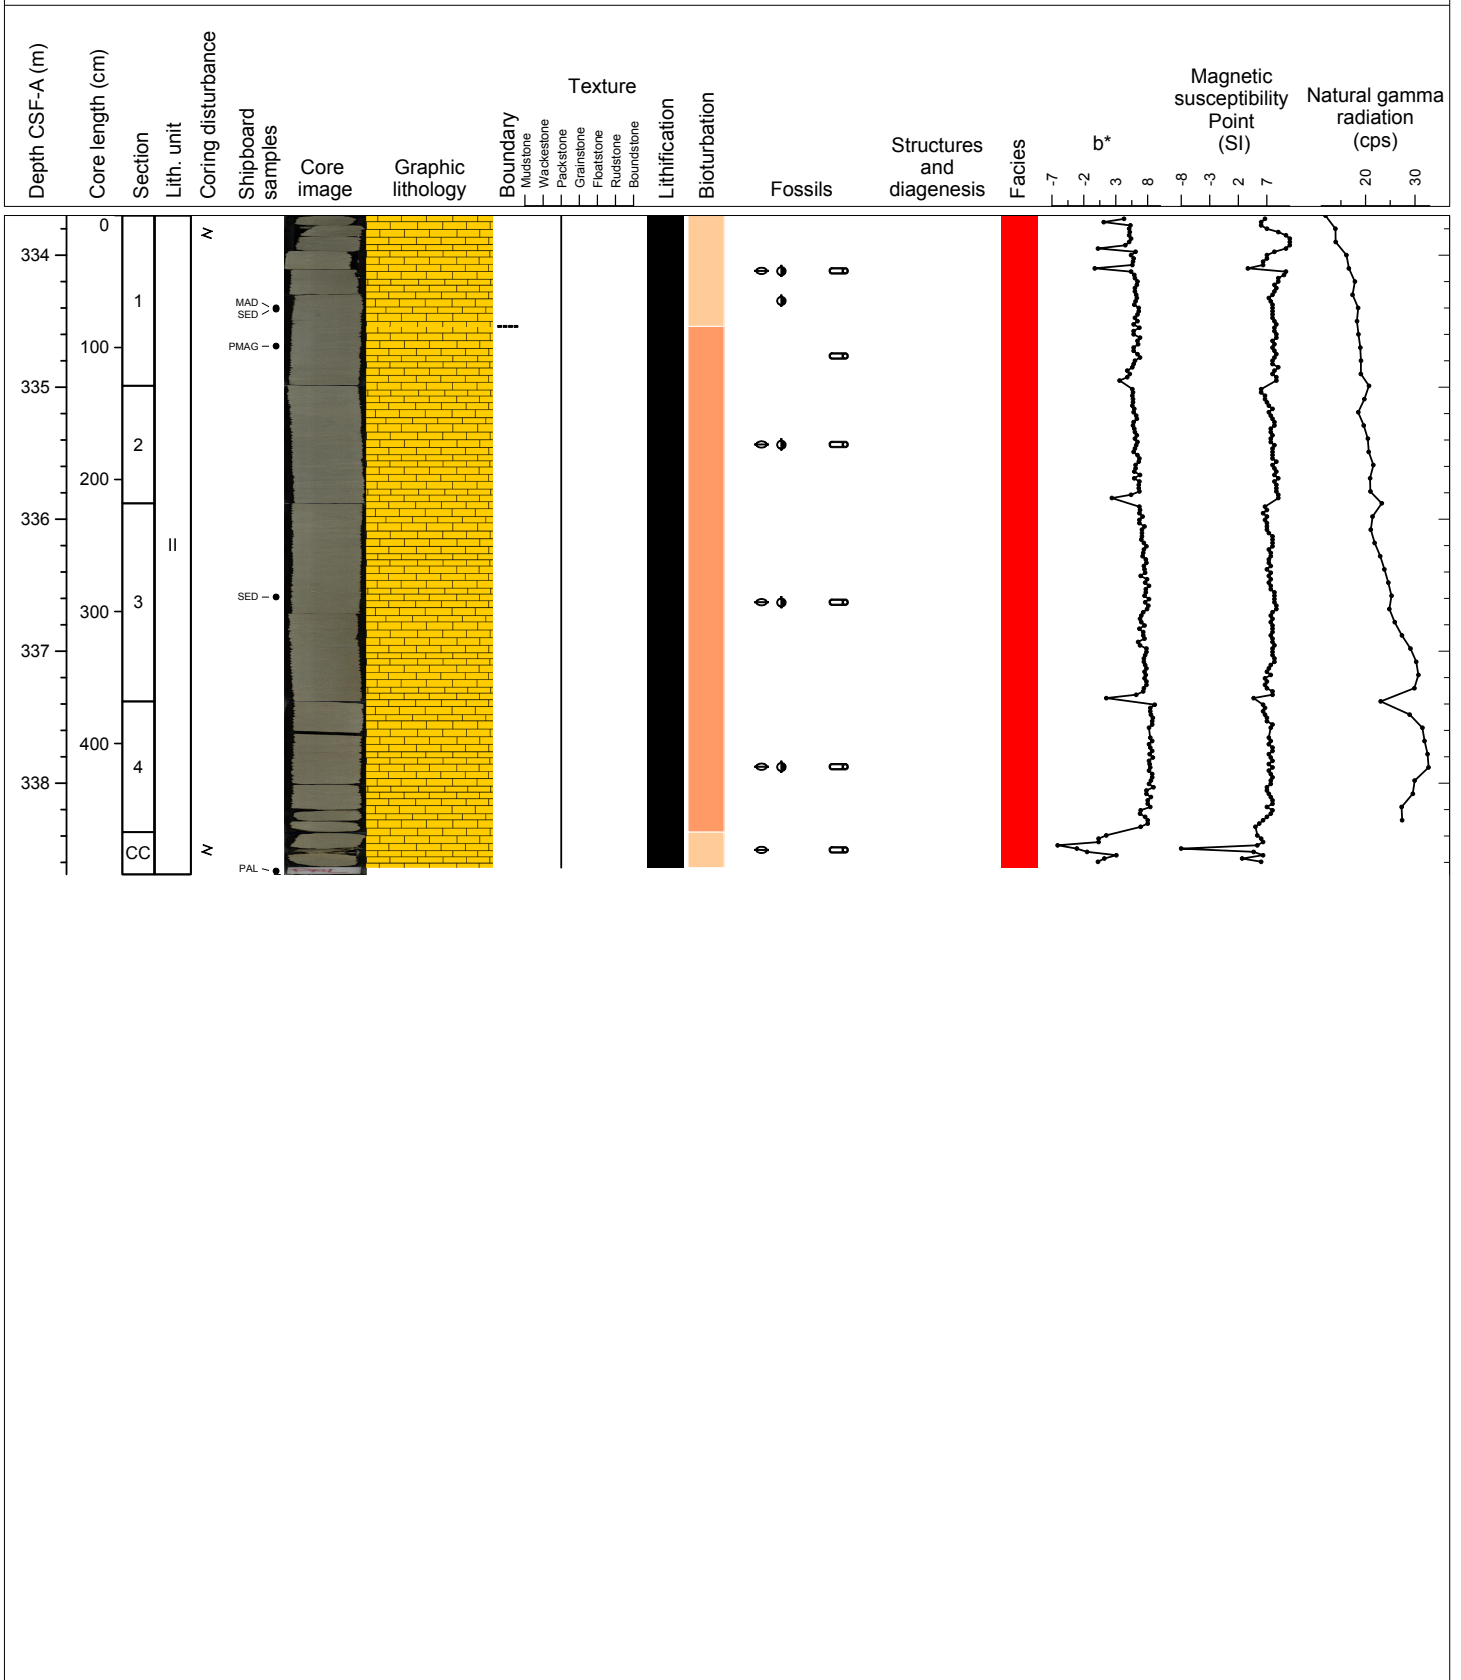 Depth CSF-A (m)
Core length (cm)
Section
Lith. unit
Coring disturbance
Shipboard
samples
Core
image
Graphic
lithology
Boundary
Texture
Mudstone
Wackestone
Packstone
Grainstone
Floatstone
Rudstone
Boundstone
Lithification
Bioturbation
Fossils
Structures
and
diagenesis
Facies
b*
-7 -2 3 8
Magnetic
susceptibility
Point
(SI)
-8 -3 2 7
Natural gamma
radiation
(cps)
20 30
0
334
1
MAD
SED
100
PMAG
335
2
200
336
II
SED
3
300
337
400
4
338
CC
PAL